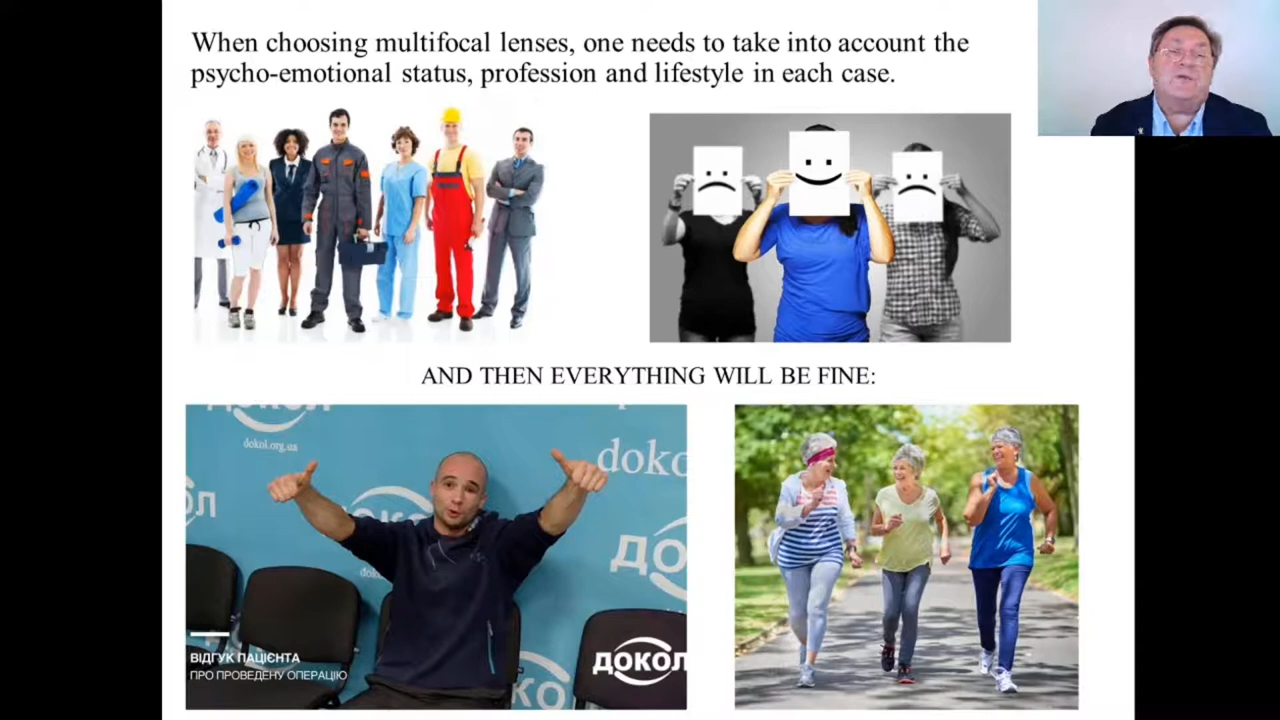 When choosing multifocal lenses, one needs to take into account the
psycho-emotional status, profession and lifestyle in each case.
AND THEN EVERYTHING WILL BE FINE:
ДОКОЛ
dokol.org.ua
ДОКОЛ
ВІДГУК ПАЦІЄНТА
ПРО ПРОВЕДЕНУ ОПЕРАЦІЮ